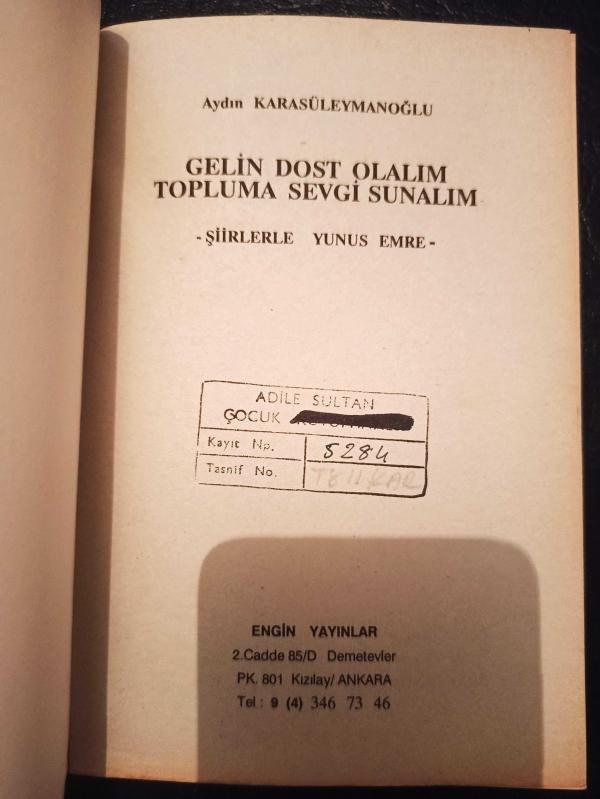 Aydın KARASÜLEYMANOĞLU
GELİN DOST OLALIM
TOPLUMA SEVGİ SUNALIM
- ŞİİRLERLE YUNUS EMRE -
ADİLE SULTAN
ÇOCUK
Kayıt No. 5284
Tasnif No.
ENGİN YAYINLAR
2.Cadde 85/D Demetevler
PK. 801 Kızılay/ ANKARA
Tel : 9 (4) 346 73 46